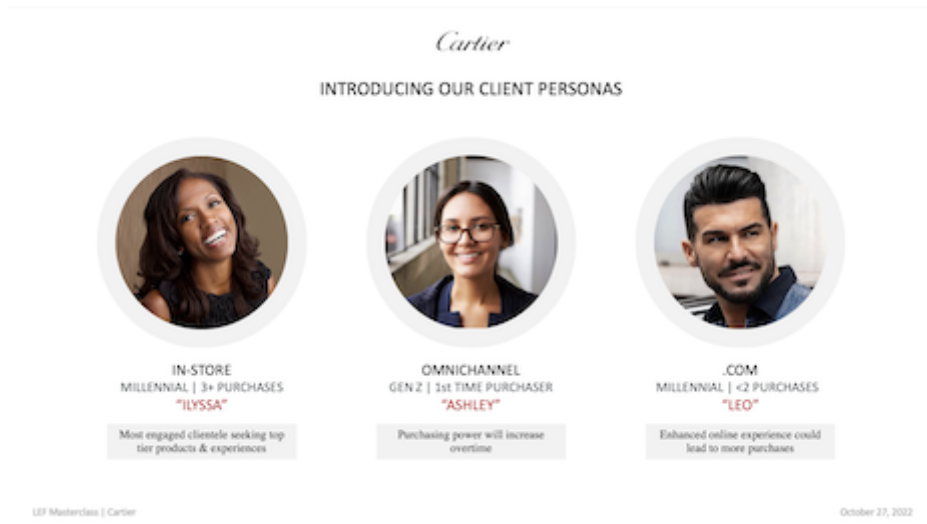 Cartier
INTRODUCING OUR CLIENT PERSONAS
IN-STORE
MILLENNIAL | 3+ PURCHASES
"ILYSSA"
Most engaged clientele seeking top
tier products & experiences
OMNICHANNEL
GEN Z | 1st TIME PURCHASER
"ASHLEY"
Purchasing power will increase
overtime
.COM
MILLENNIAL | <2 PURCHASES
"LEO"
Enhanced online experience could
lead to more purchases
LEF Masterclass | Cartier
October 27, 2022